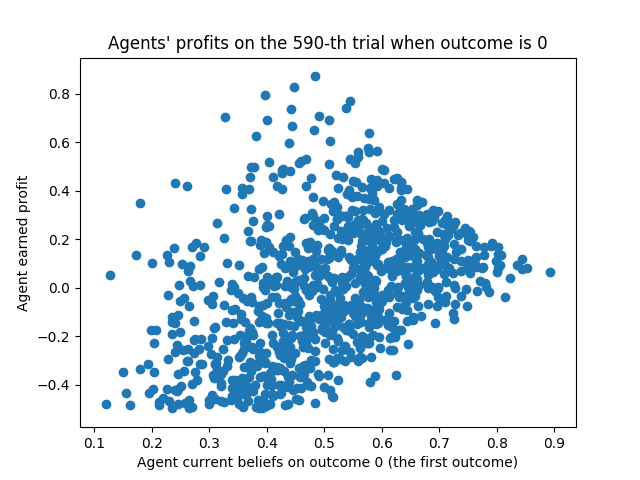 Agents' profits on the 590-th trial when outcome is 0
0.8
0.6
0.4
0.2
0.0
−0.2
−0.4
Agent earned profit
0.1 0.2 0.3 0.4 0.5 0.6 0.7 0.8 0.9
Agent current beliefs on outcome 0 (the first outcome)